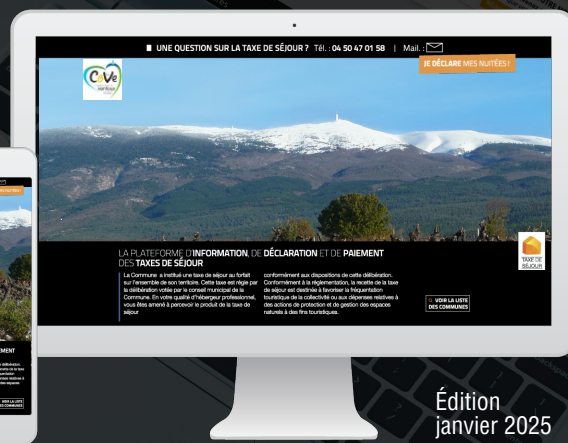 UNE QUESTION SUR LA TAXE DE SÉJOUR ? Tél. : 04 50 47 01 58 | Mail. :
JE DÉCLARE MES NUITÉES !
CoVe
LA PLATEFORME D'INFORMATION, DE DÉCLARATION ET DE PAIEMENT
DES TAXES DE SÉJOUR
La Commune a institué une taxe de séjour au forfait
sur l'ensemble de son territoire. Cette taxe est régie par
la délibération votée par le conseil municipal de la
Commune. En votre qualité d'hébergeur professionnel,
vous êtes amené à percevoir le produit de la taxe de
séjour
conformément aux dispositions de cette délibération.
Conformément à la réglementation, la recette de la taxe
de séjour est destinée à favoriser la fréquentation
touristique de la collectivité ou aux dépenses relatives à
des actions de protection et de gestion des espaces
naturels à des fins touristiques.
TAXE DE
SÉJOUR
VOIR LA LISTE
DES COMMUNES
Édition
janvier 2025